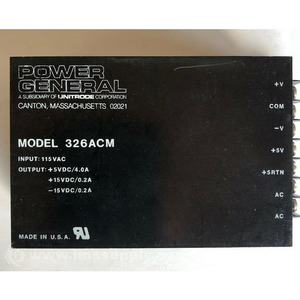 POWER
GENERAL
A SUBSIDIARY OF UNITRODE CORPORATION
CANTON, MASSACHUSETTS 02021
MODEL 326ACM
INPUT: 115VAC
OUTPUT: +5VDC/4.0A
+15VDC/0.2A
−15VDC/0.2A
MADE IN U.S.A.
+V
COM
−V
+5V
+5RTN
AC
AC